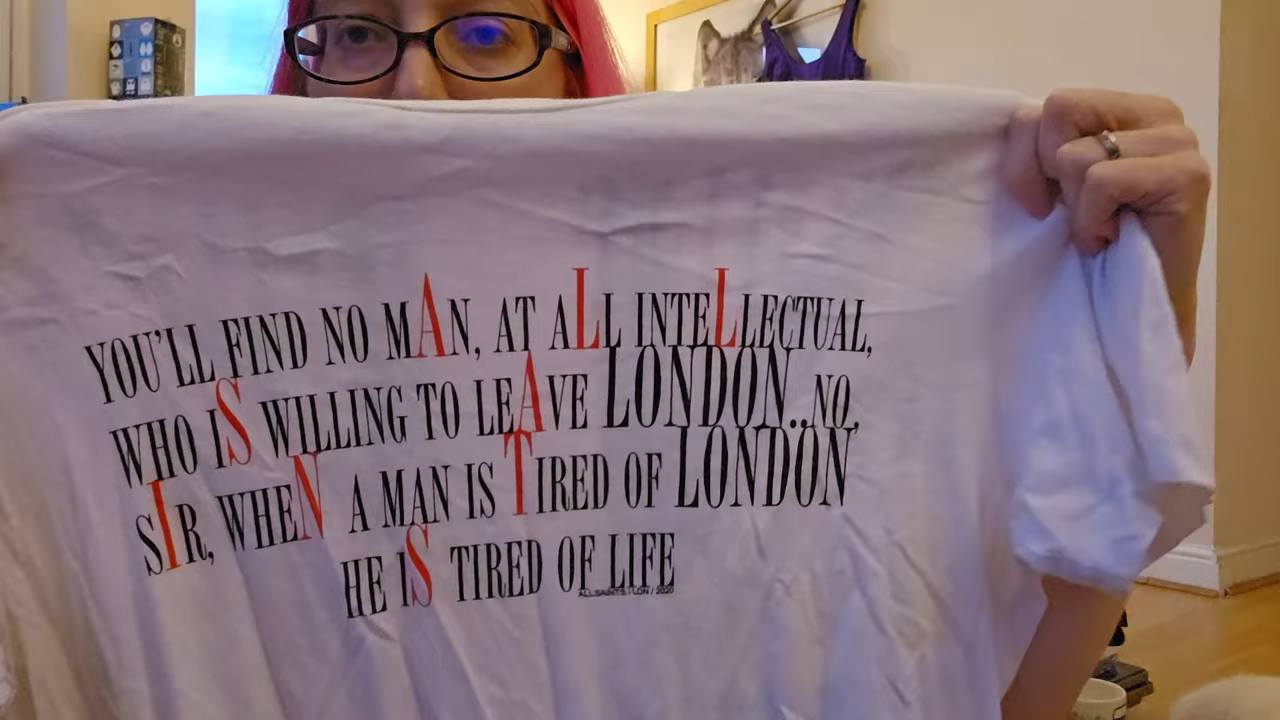 YOU'LL FIND NO MAN, AT ALL INTELLECTUAL,
WHO IS WILLING TO LEAVE LONDON..NO,
SIR, WHEN A MAN IS TIRED OF LONDON
HE IS TIRED OF LIFE
ALLSAINTS / LDN / 2020